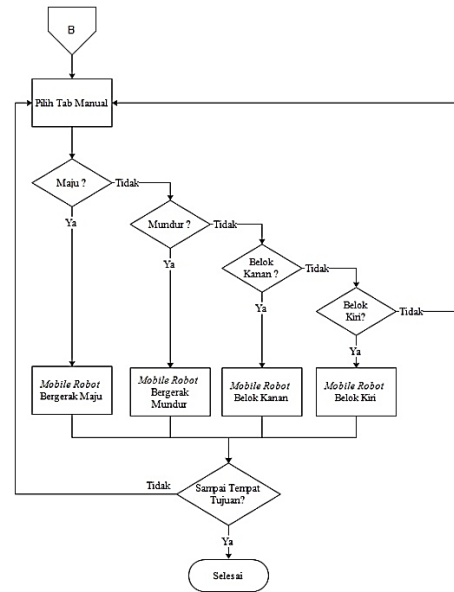 B
Pilih Tab Manual
Maju ?
Tidak
Ya
Mundur ?
Tidak
Ya
Belok
Kanan ?
Tidak
Ya
Belok
Kiri?
Tidak
Ya
Mobile Robot
Bergerak Maju
Mobile Robot
Bergerak
Mundur
Mobile Robot
Belok Kanan
Mobile Robot
Belok Kiri
Tidak
Sampai Tempat
Tujuan?
Ya
Selesai